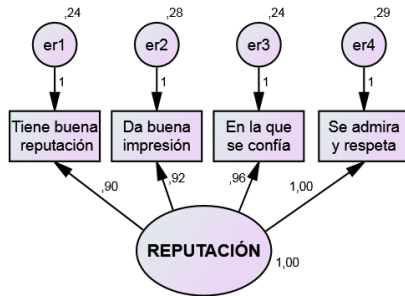 ,24
,28
,24
,29
er1
er2
er3
er4
1
1
1
1
Tiene buena
reputación
Da buena
impresión
En la que
se confía
Se admira
y respeta
,90
,92
,96
1,00
REPUTACIÓN
1,00